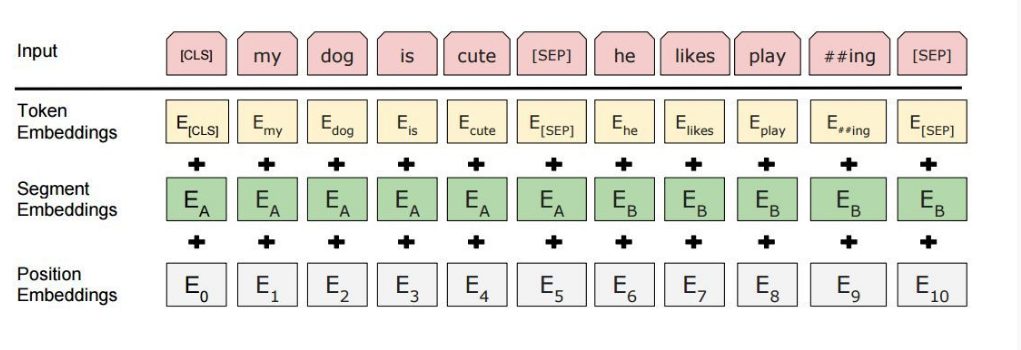 Input [CLS] my dog is cute [SEP] he likes play ##ing [SEP]
Token Embeddings E[CLS] Emy Edog Eis Ecute E[SEP] Ehe Elikes Eplay E##ing E[SEP]
+ + + + + + + + + + +
Segment Embeddings EA EA EA EA EA EA EB EB EB EB EB
+ + + + + + + + + + +
Position Embeddings E0 E1 E2 E3 E4 E5 E6 E7 E8 E9 E10